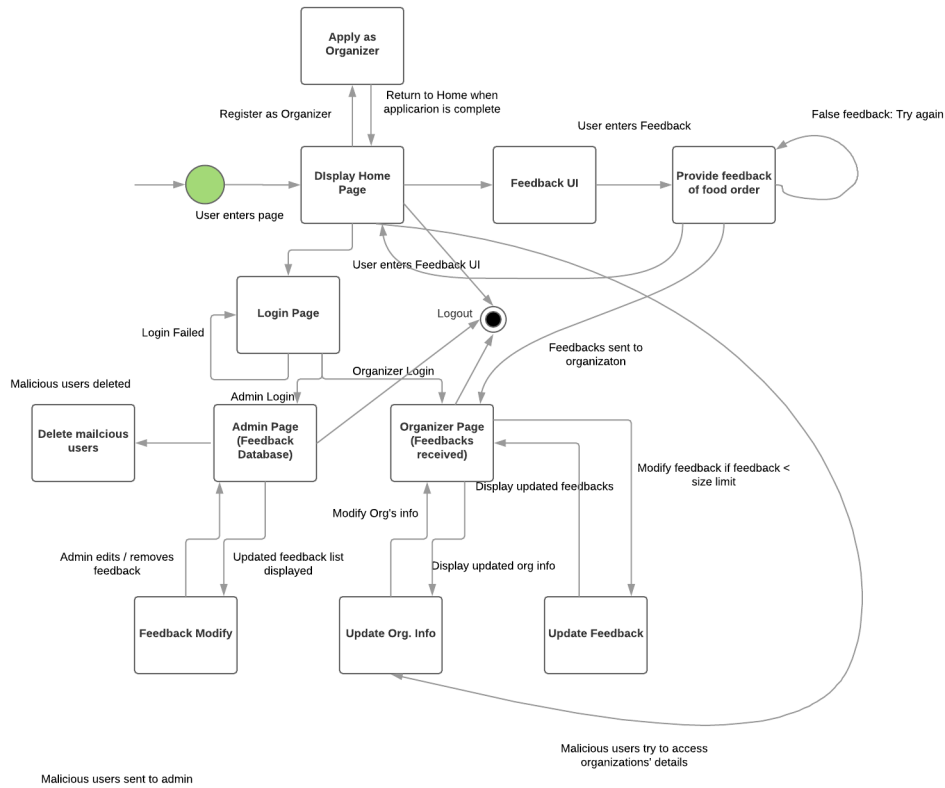 Apply as
Organizer
Return to Home when
applicarion is complete
Register as Organizer
False feedback: Try again
User enters Feedback
DIsplay Home
Page
Feedback UI
Provide feedback
of food order
User enters page
User enters Feedback UI
Login Page
Logout
Login Failed
Feedbacks sent to
organizaton
Organizer Login
Malicious users deleted
Admin Login
Delete mailcious
users
Admin Page
(Feedback
Database)
Organizer Page
(Feedbacks
received)
Modify feedback if feedback <
size limit
Display updated feedbacks
Modify Org's info
Admin edits / removes
feedback
Updated feedback list
displayed
Display updated org info
Feedback Modify
Update Org. Info
Update Feedback
Malicious users try to access
organizations' details
Malicious users sent to admin